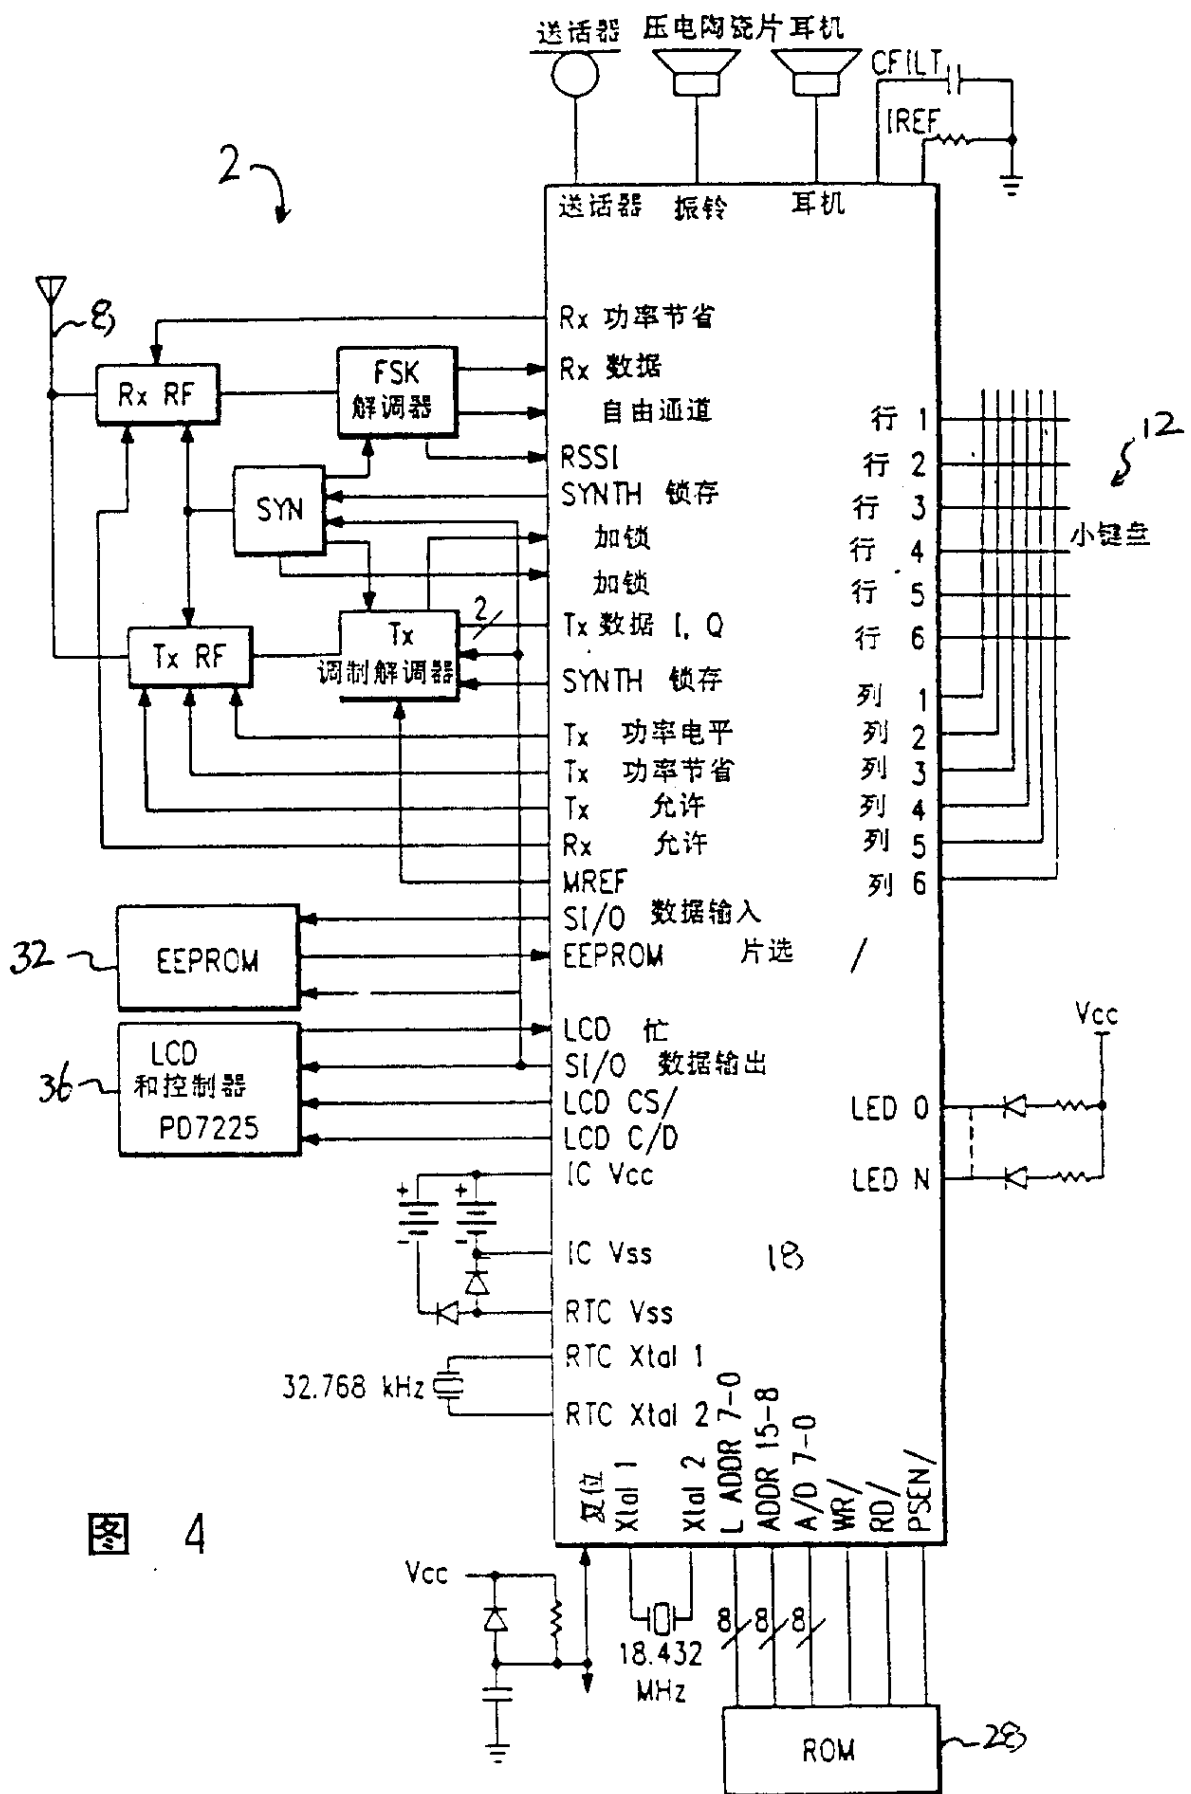 送话器 压电陶瓷片 耳机
CFILT
IREF
2
送话器 振铃 耳机
8
Rx 功率节省
Rx RF
FSK
解调器
Rx 数据
自由通道
RSSI
SYN
SYNTH 锁存
加锁
加锁
2
Tx 数据 I, Q
Tx RF
Tx
调制解调器
SYNTH 锁存
Tx 功率电平
Tx 功率节省
Tx 允许
Rx 允许
MREF
行 1
行 2
行 3
行 4
行 5
行 6
12
小键盘
列 1
列 2
列 3
列 4
列 5
列 6
32
EEPROM
SI/O 数据输入
EEPROM 片选 /
36
LCD
和控制器
PD7225
LCD 忙
SI/O 数据输出
LCD CS/
LCD C/D
Vcc
LED 0
LED N
+ +
- -
IC Vcc
IC Vss
18
RTC Vss
32.768 kHz
RTC Xtal 1
RTC Xtal 2
复位
Xtal 1
Xtal 2
L ADDR 7-0
ADDR 15-8
A/D 7-0
WR/
RD/
PSEN/
图 4
Vcc
18.432
MHz
8 8 8
ROM
28